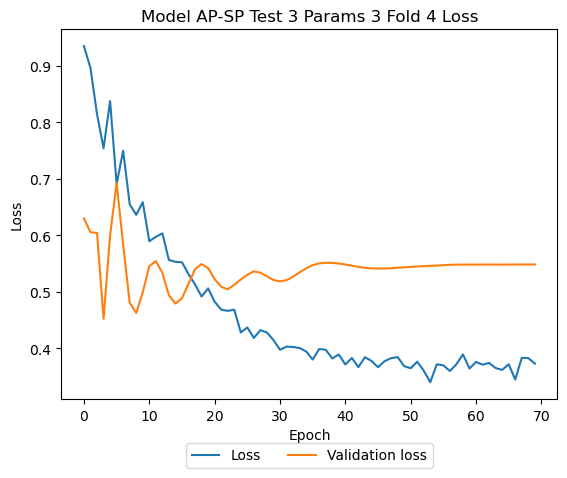 Model AP-SP Test 3 Params 3 Fold 4 Loss
Loss
0.9
0.8
0.7
0.6
0.5
0.4
0 10 20 30 40 50 60 70
Epoch
Loss Validation loss